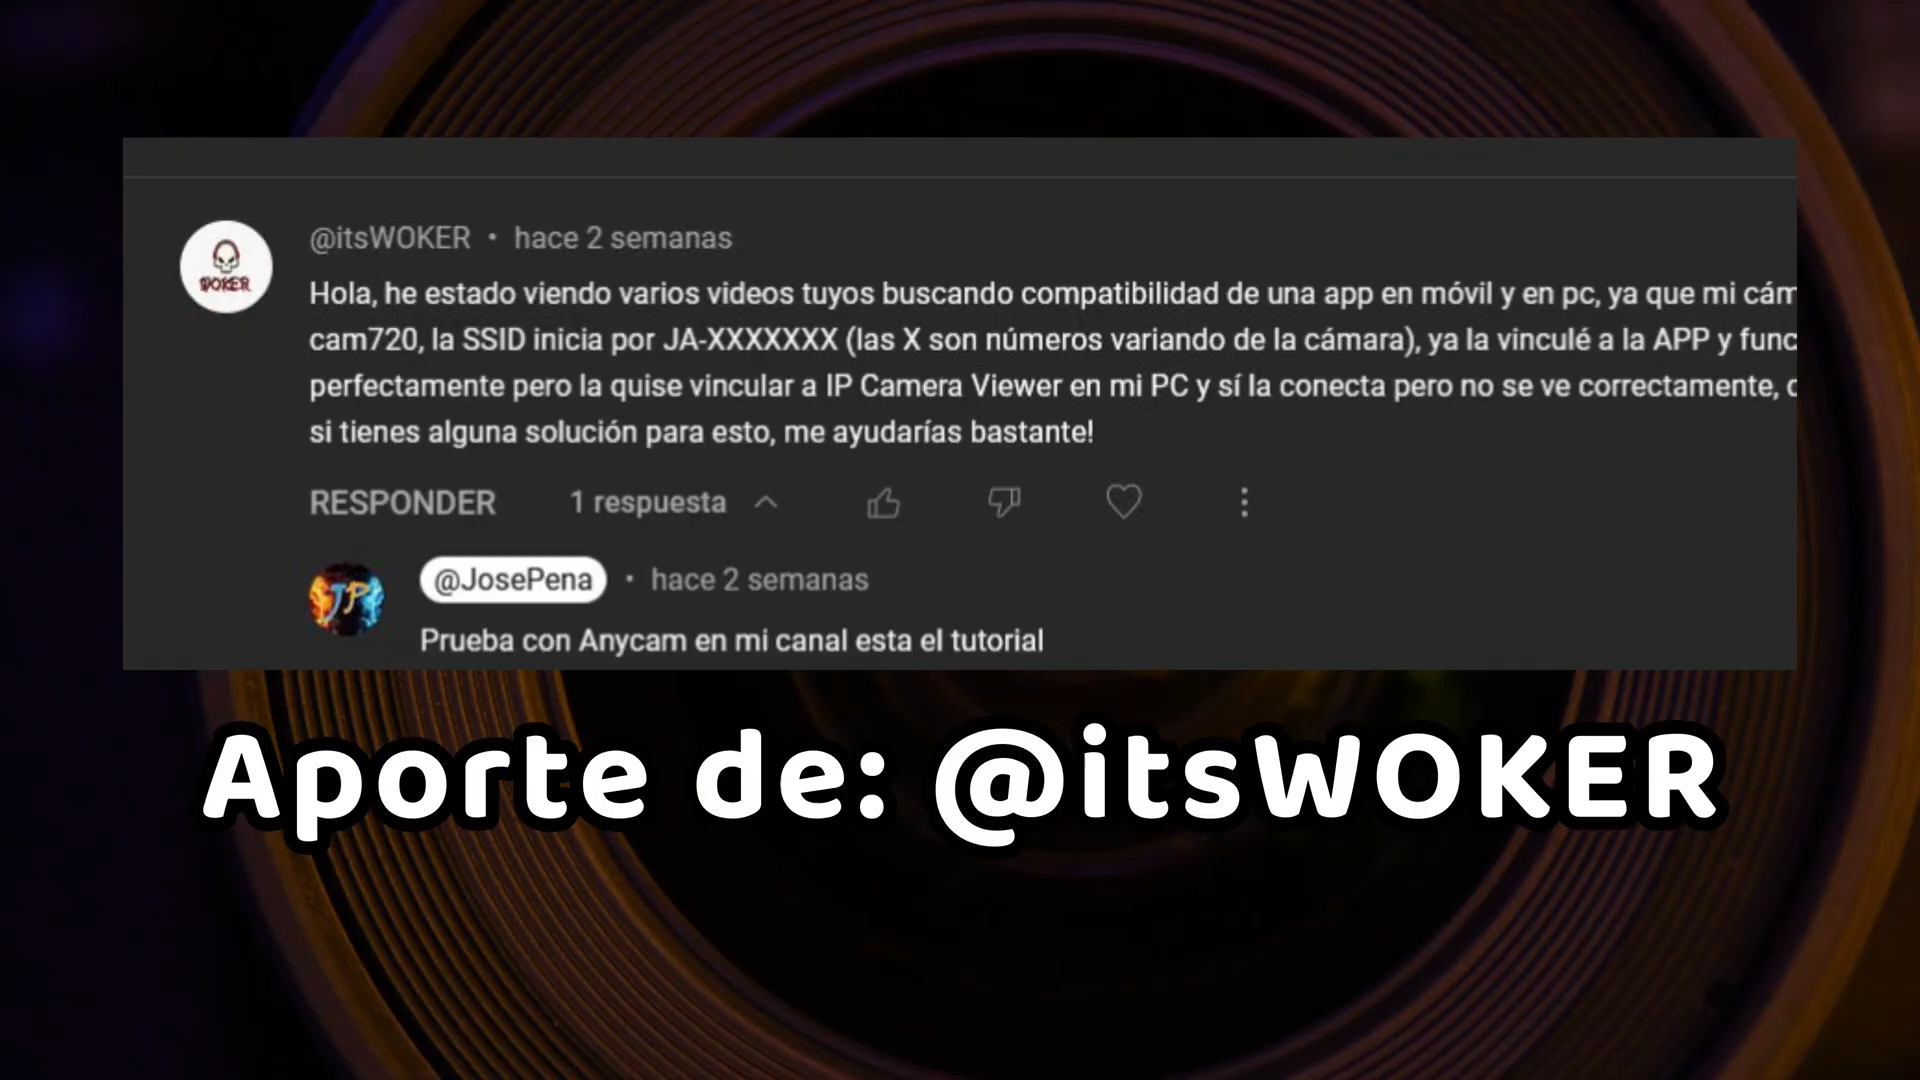 @itsWOKER • hace 2 semanas
WOKER
Hola, he estado viendo varios videos tuyos buscando compatibilidad de una app en móvil y en pc, ya que mi
cam720, la SSID inicia por JA-XXXXXXX (las X son números variando de la cámara), ya la vinculé a la APP y
perfectamente pero la quise vincular a IP Camera Viewer en mi PC y sí la conecta pero no se ve correctamente,
si tienes alguna solución para esto, me ayudarías bastante!
RESPONDER 1 respuesta
JP
@JosePena • hace 2 semanas
Prueba con Anycam en mi canal esta el tutorial
Aporte de: @itsWOKER